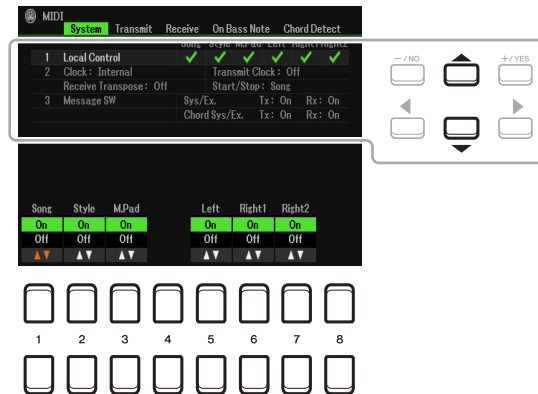 MIDI
System Transmit Receive On Bass Note Chord Detect
Song Style M.Pad Left Right1 Right2
1 Local Control
2 Clock: Internal Transmit Clock: Off
Receive Transpose: Off Start/Stop: Song
3 Message SW Sys/Ex. Tx: On Rx: On
Chord Sys/Ex. Tx: On Rx: On
–/NO +/YES
Song Style M.Pad Left Right1 Right2
On On On On On On
Off Off Off Off Off Off
1 2 3 4 5 6 7 8